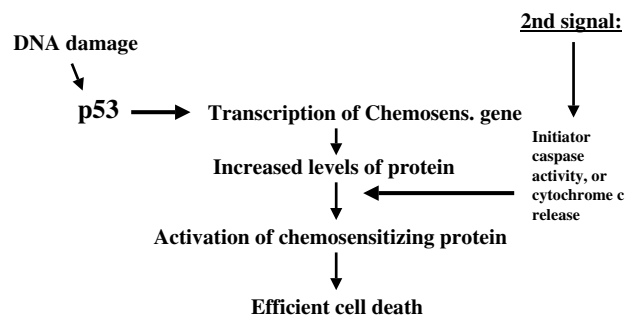 2nd signal:
DNA damage
p53
Transcription of Chemosens. gene
Initiator
caspase
activity, or
cytochrome c
release
Increased levels of protein
Activation of chemosensitizing protein
Efficient cell death